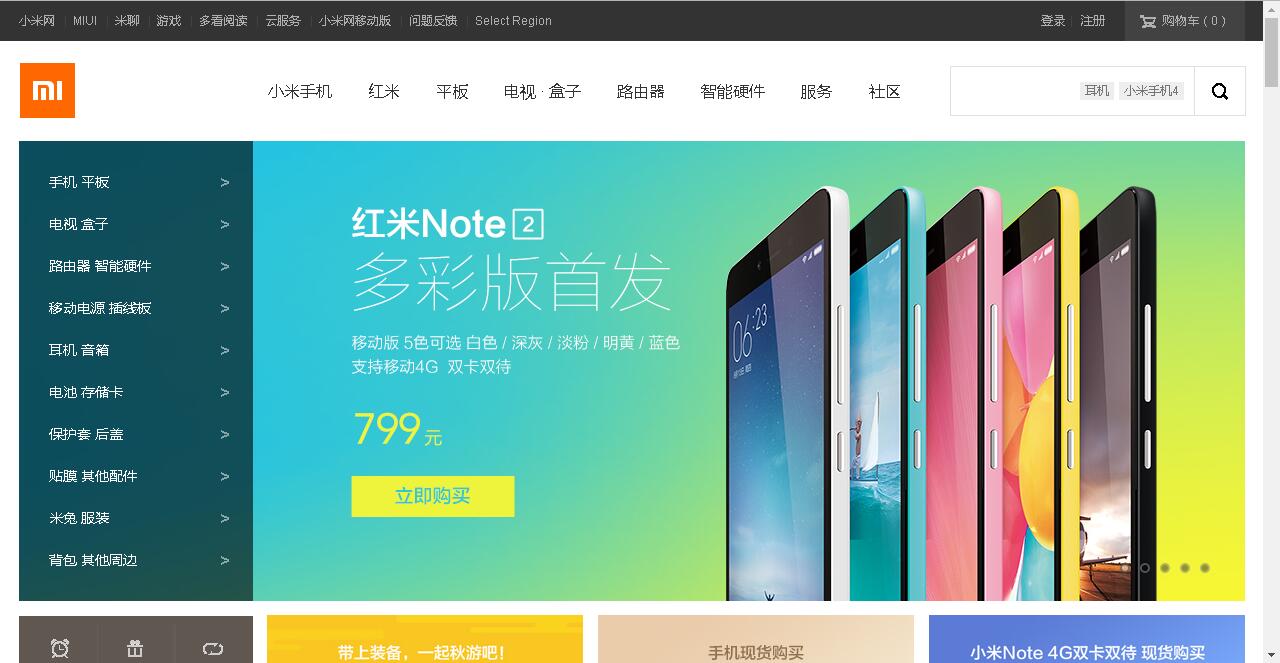 小米网 MIUI 米聊 游戏 多看阅读 云服务 小米网移动版 问题反馈 Select Region 登录 注册 购物车 ( 0 )
mi 小米手机 红米 平板 电视 · 盒子 路由器 智能硬件 服务 社区 耳机 小米手机4
手机 平板 >
电视 盒子 >
路由器 智能硬件 >
移动电源 插线板 >
耳机 音箱 >
电池 存储卡 >
保护套 后盖 >
贴膜 其他配件 >
米兔 服装 >
背包 其他周边 >
红米Note 2
多彩版首发
移动版 5色可选 白色 / 深灰 / 淡粉 / 明黄 / 蓝色
支持移动4G 双卡双待
799元
立即购买
06:23
带上装备，一起秋游吧！
手机现货购买
小米Note 4G双卡双待 现货购买